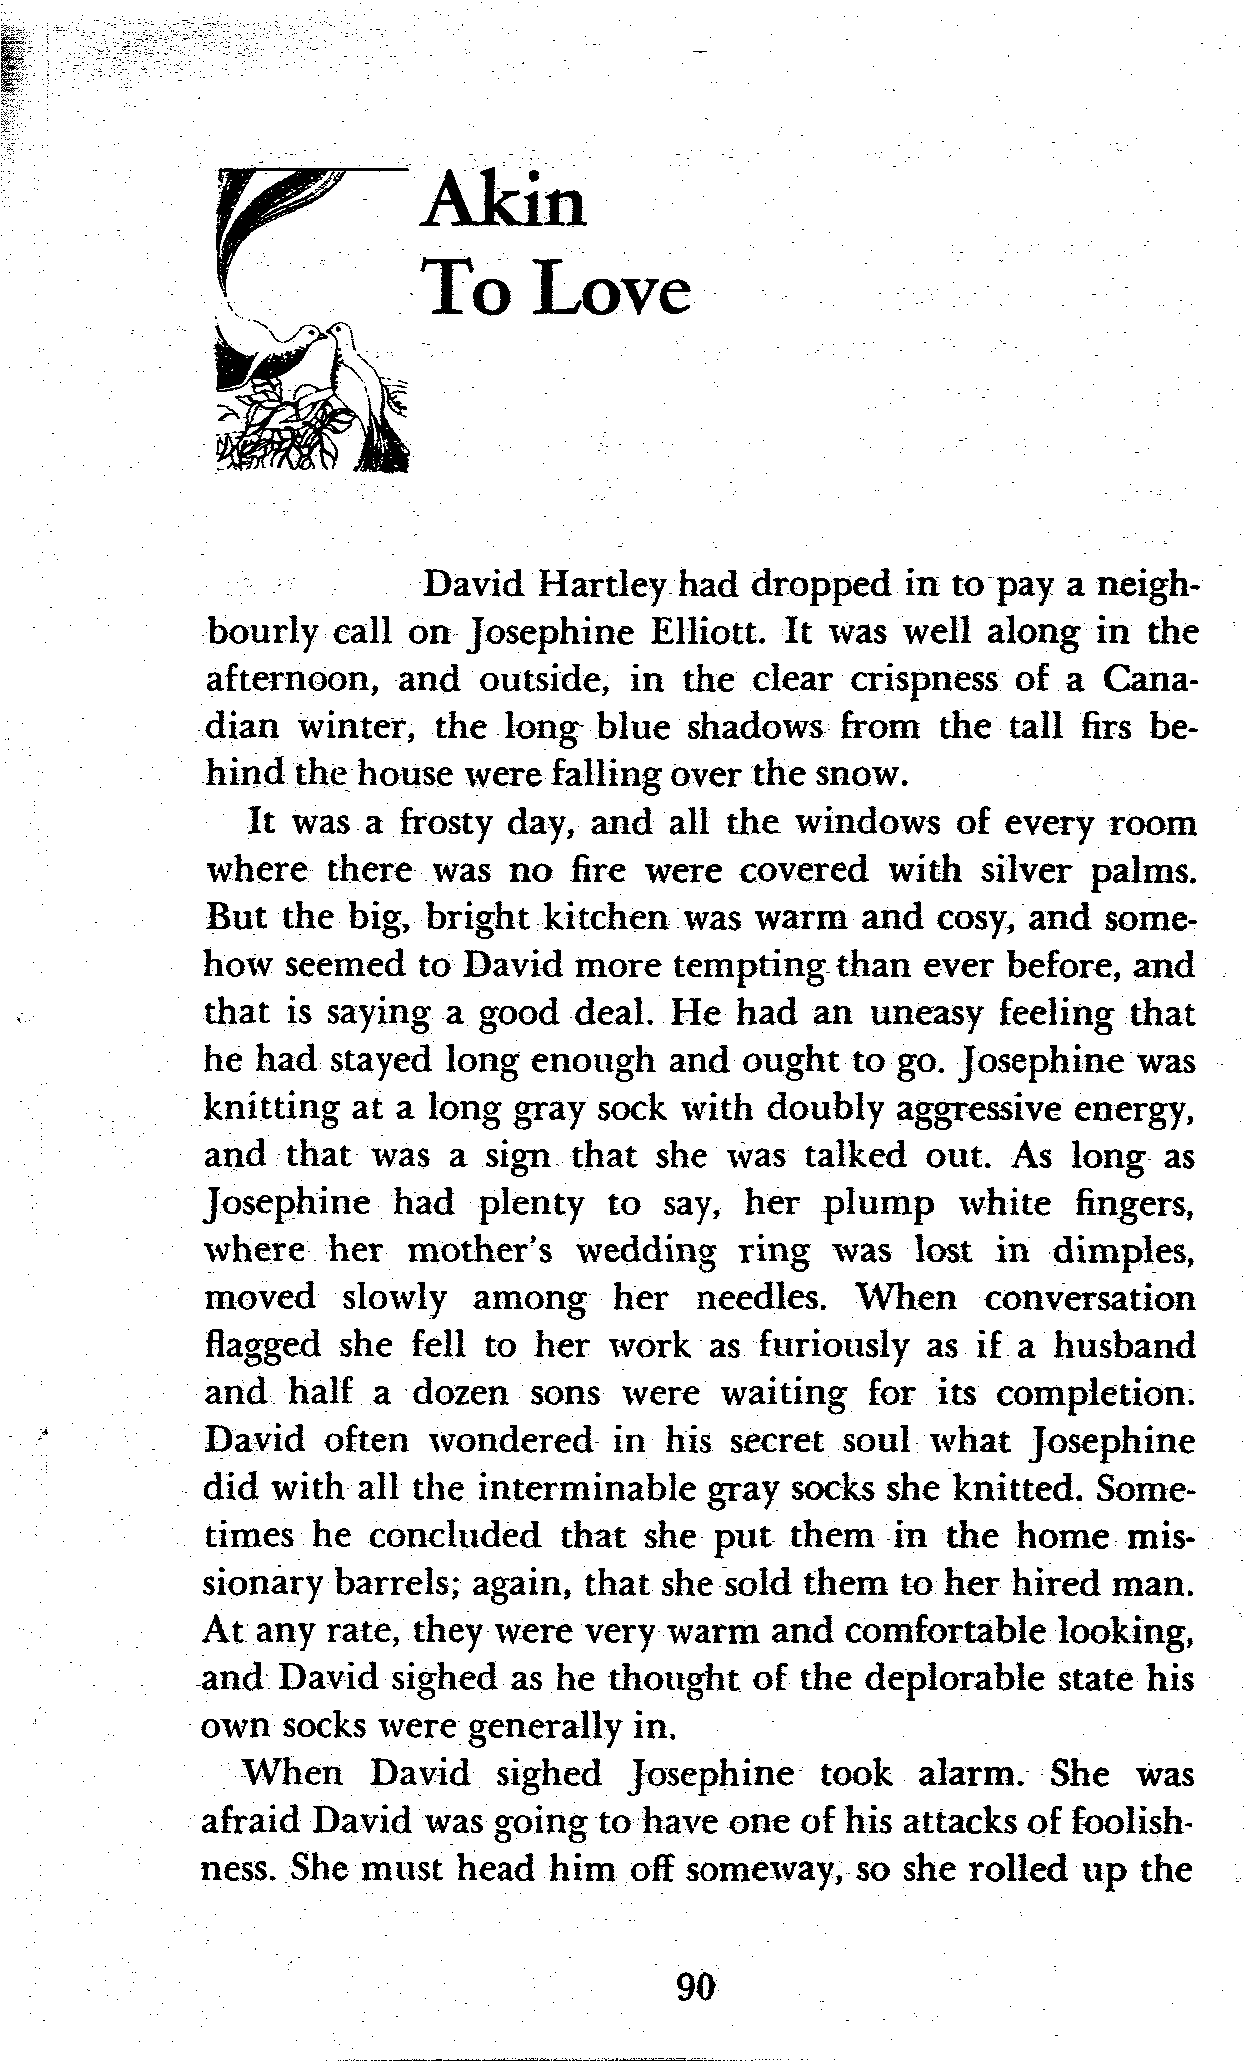 Akin
To Love
David Hartley had dropped in to pay a neigh-
bourly call on Josephine Elliott. It was well along in the
afternoon, and outside, in the clear crispness of a Cana-
dian winter, the long blue shadows from the tall firs be-
hind the house were falling over the snow.
It was a frosty day, and all the windows of every room
where there was no fire were covered with silver palms.
But the big, bright kitchen was warm and cosy, and some-
how seemed to David more tempting than ever before, and
that is saying a good deal. He had an uneasy feeling that
he had stayed long enough and ought to go. Josephine was
knitting at a long gray sock with doubly aggressive energy,
and that was a sign that she was talked out. As long as
Josephine had plenty to say, her plump white fingers,
where her mother's wedding ring was lost in dimples,
moved slowly among her needles. When conversation
flagged she fell to her work as furiously as if a husband
and half a dozen sons were waiting for its completion.
David often wondered in his secret soul what Josephine
did with all the interminable gray socks she knitted. Some-
times he concluded that she put them in the home mis-
sionary barrels; again, that she sold them to her hired man.
At any rate, they were very warm and comfortable looking,
and David sighed as he thought of the deplorable state his
own socks were generally in.
When David sighed Josephine took alarm. She was
afraid David was going to have one of his attacks of foolish-
ness. She must head him off someway, so she rolled up the
90